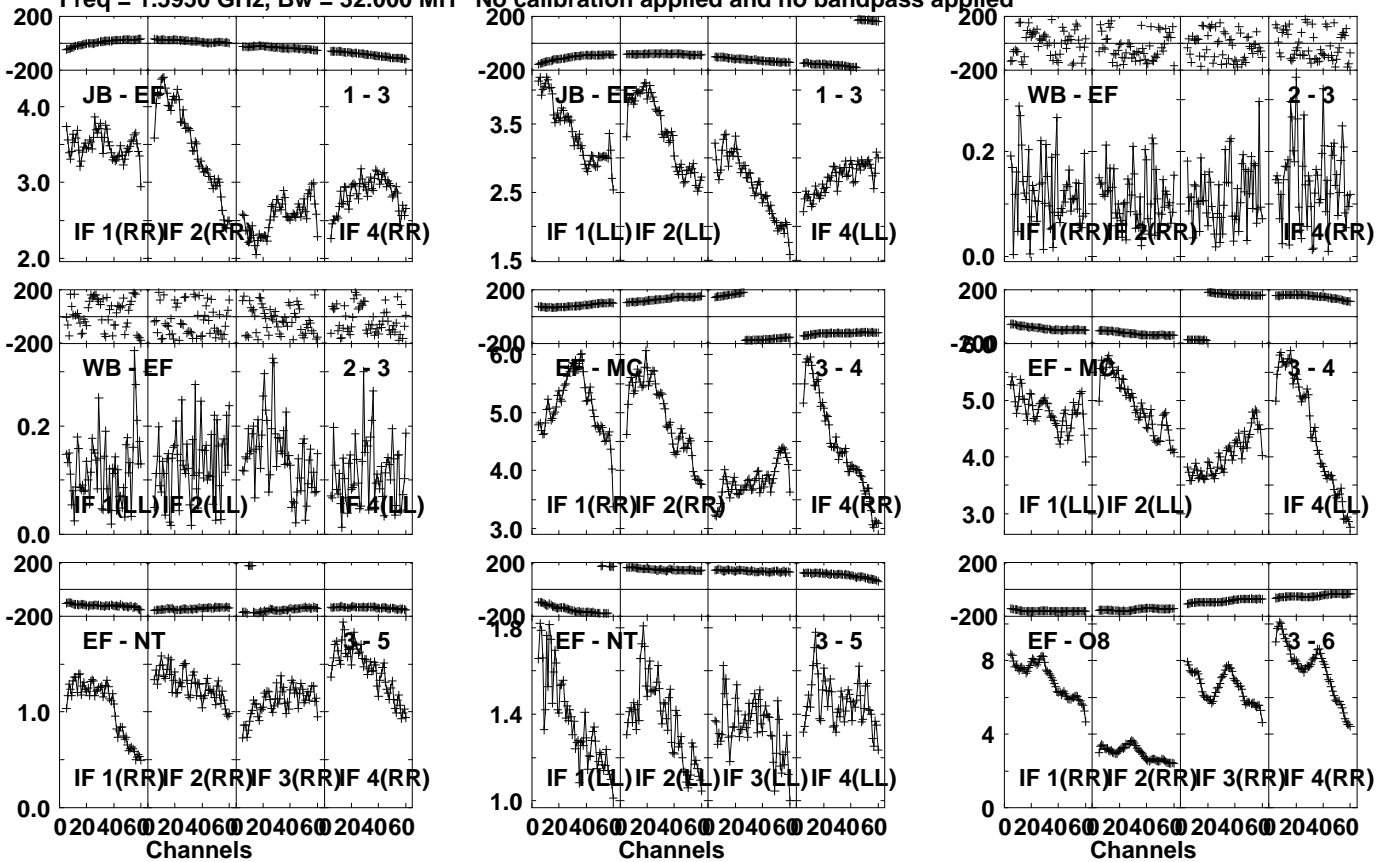 Freq = 1.5950 GHz, Bw = 32.000 MH No calibration applied and no bandpass applied
200
-200
JB - EF 1 - 3
4.0
3.0
2.0
IF 1(RR) IF 2(RR) IF 4(RR)
200
-200
JB - EF 1 - 3
3.5
2.5
1.5
IF 1(LL) IF 2(LL) IF 4(LL)
200
-200
WB - EF 2 - 3
0.2
0.0
IF 1(RR) IF 2(RR) IF 4(RR)
200
-200
WB - EF 2 - 3
0.2
0.0
IF 1(LL) IF 2(LL) IF 4(LL)
200
-200
6.0
EF - MC 3 - 4
5.0
4.0
3.0
IF 1(RR) IF 2(RR) IF 4(RR)
200
-200
6.0
EF - MC 3 - 4
5.0
4.0
3.0
IF 1(LL) IF 2(LL) IF 4(LL)
200
-200
EF - NT 3 - 5
1.0
0.0
IF 1(RR) IF 2(RR) IF 3(RR) IF 4(RR)
0 20 40 60 0 20 40 60 0 20 40 60 0 20 40 60
Channels
200
-200
1.8
EF - NT 3 - 5
1.4
1.0
IF 1(LL) IF 2(LL) IF 3(LL) IF 4(LL)
0 20 40 60 0 20 40 60 0 20 40 60 0 20 40 60
Channels
200
-200
EF - O8 3 - 6
8
4
0
IF 1(RR) IF 2(RR) IF 3(RR) IF 4(RR)
0 20 40 60 0 20 40 60 0 20 40 60 0 20 40 60
Channels